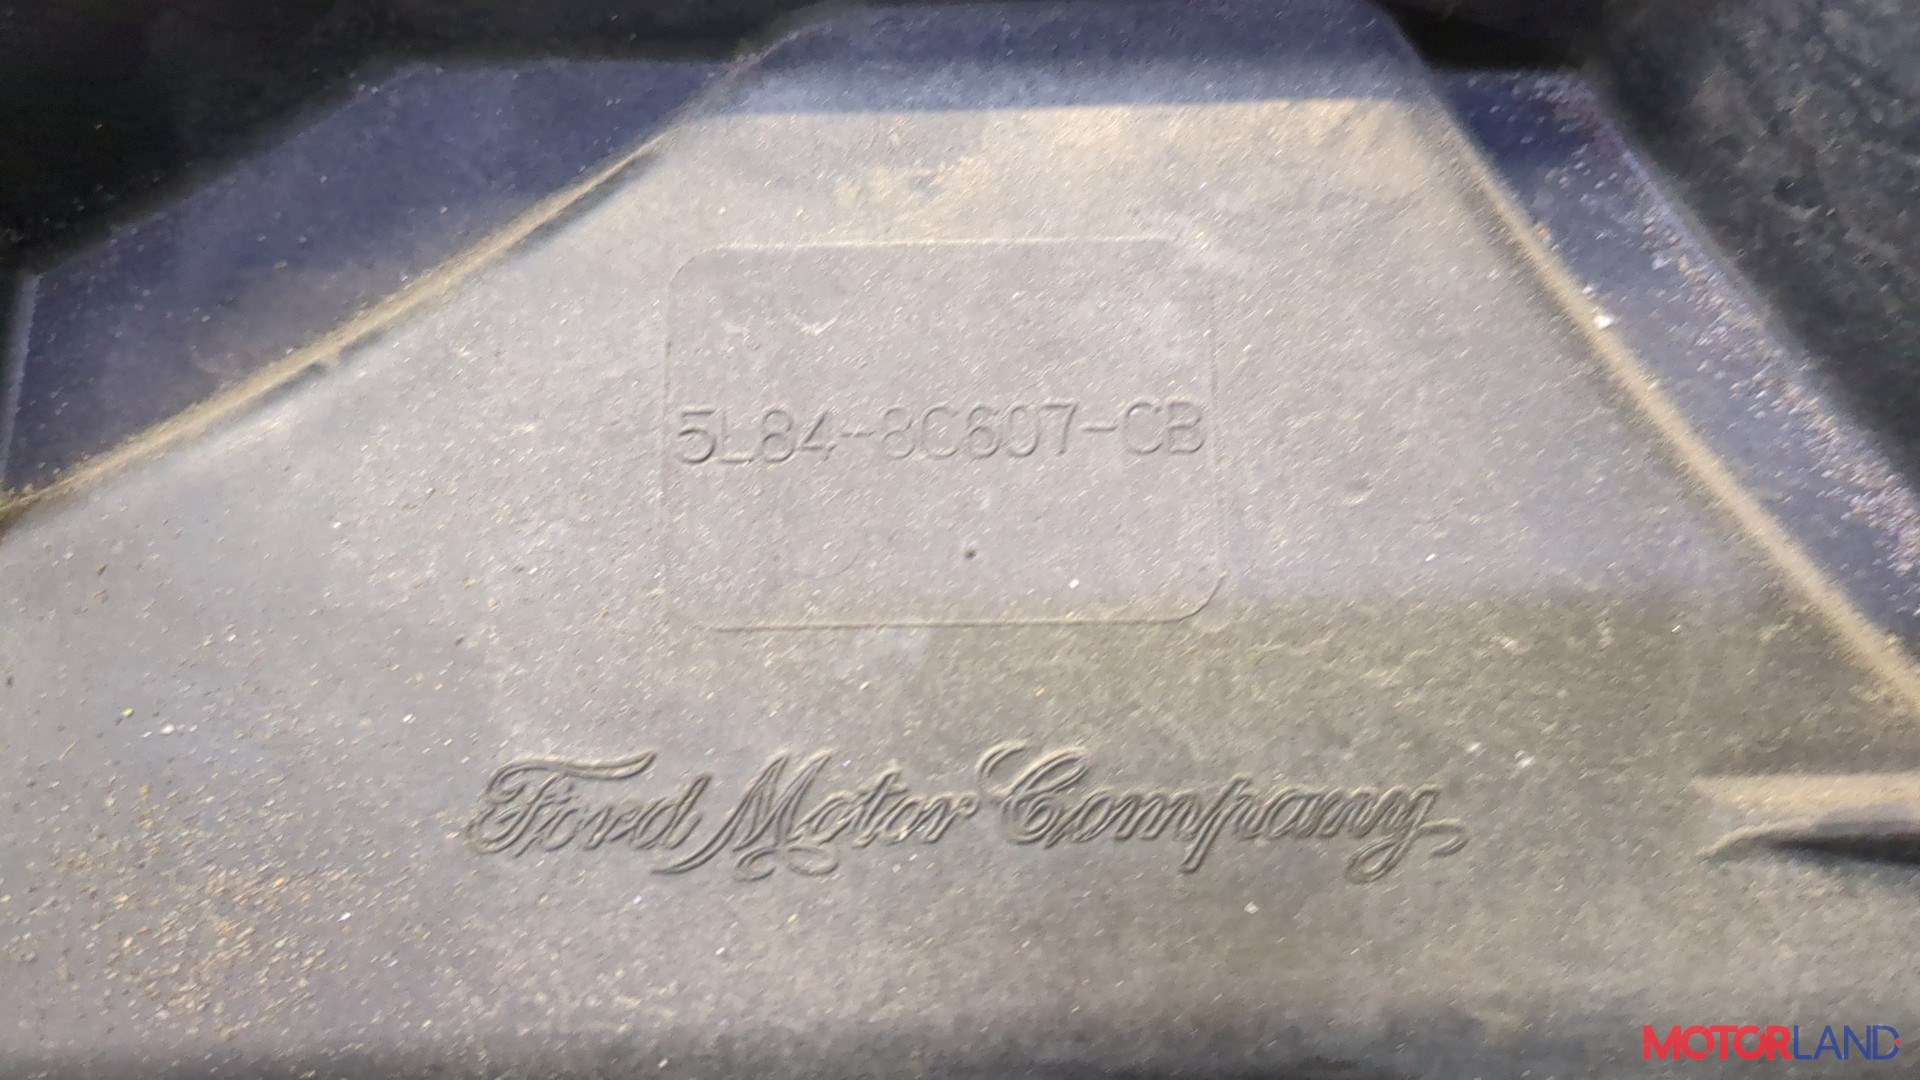 5L84-8C607-CB
Ford Motor Company
MOTORLAND